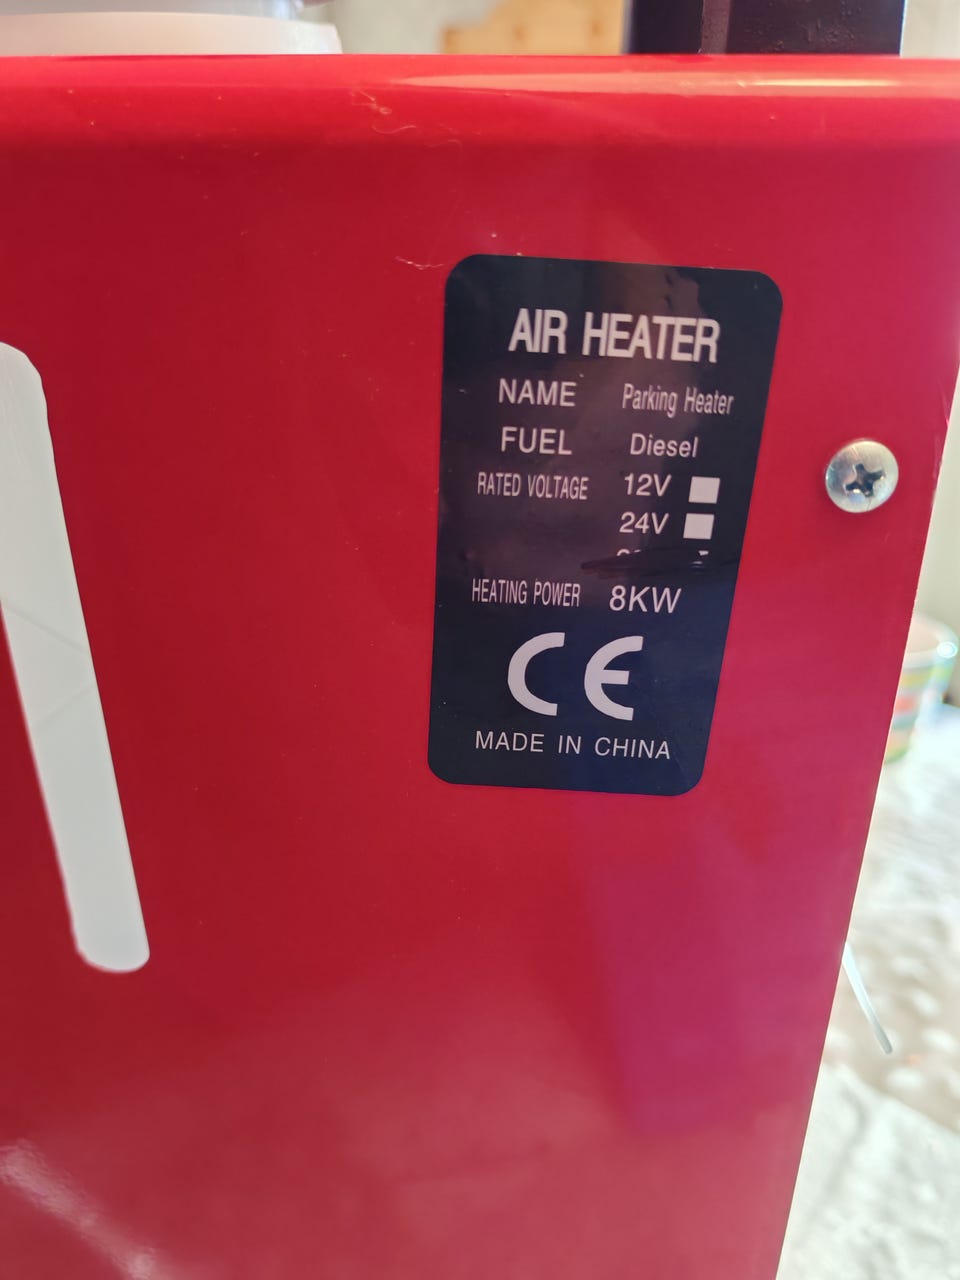 AIR HEATER
NAME Parking Heater
FUEL Diesel
RATED VOLTAGE 12V
24V
HEATING POWER 8KW
CE
MADE IN CHINA